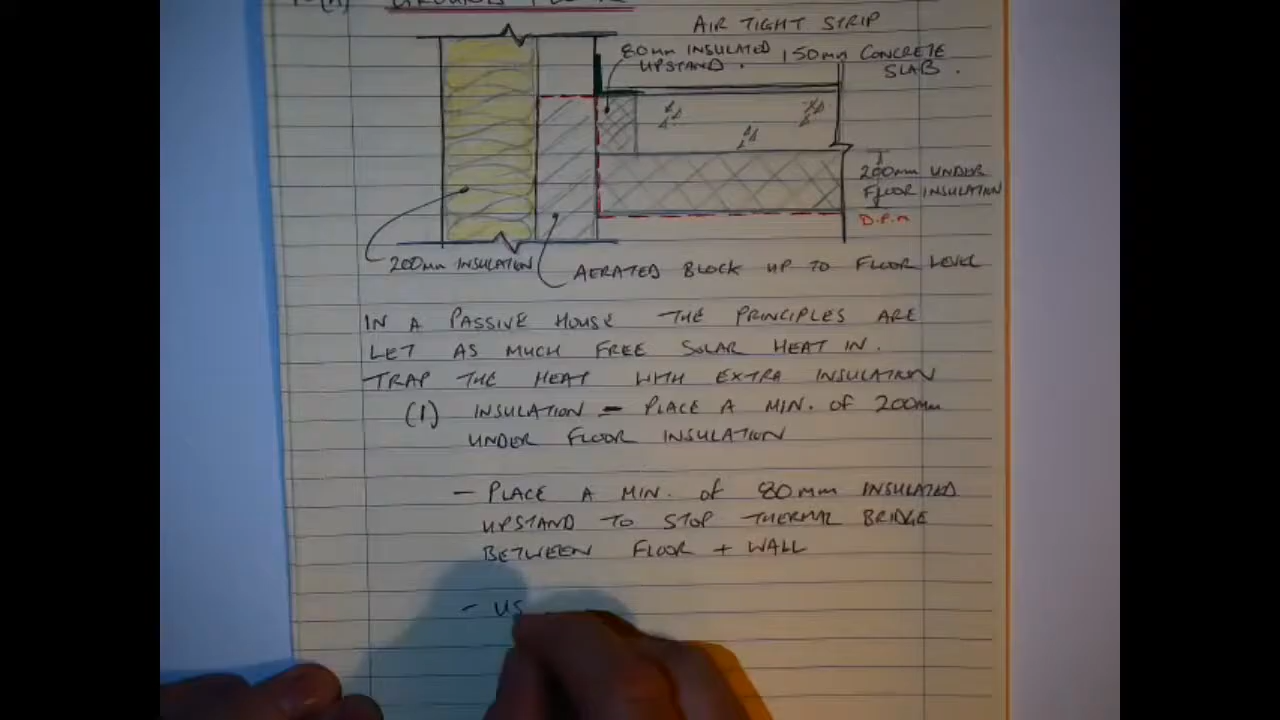 AIR TIGHT STRIP
80mm INSULATED
UPSTAND.
150mm CONCRETE
SLAB.
200mm UNDER
FLOOR INSULATION
D.P.M
200mm INSULATION
AERATED BLOCK UP TO FLOOR LEVEL
IN A PASSIVE HOUSE THE PRINCIPLES ARE
LET AS MUCH FREE SOLAR HEAT IN.
TRAP THE HEAT WITH EXTRA INSULATION
(1) INSULATION - PLACE A MIN. OF 200mm
UNDER FLOOR INSULATION
- PLACE A MIN. OF 80mm INSULATED
UPSTAND TO STOP THERMAL BRIDGE
BETWEEN FLOOR + WALL
- US